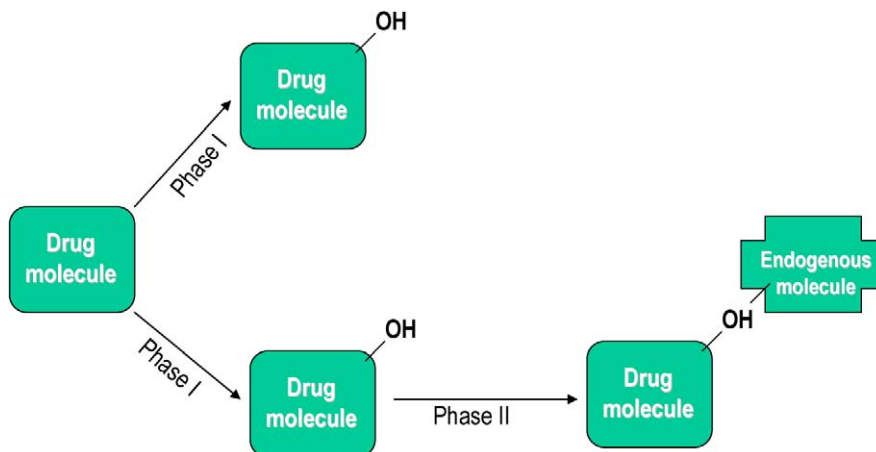 OH
Drug
molecule
Phase I
Drug
molecule
Phase I
OH
Drug
molecule
Phase II
Endogenous
molecule
OH
Drug
molecule